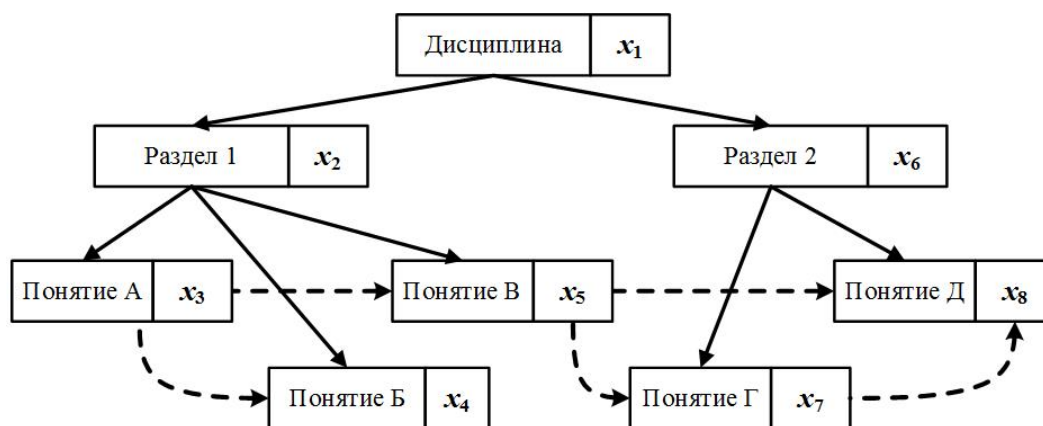 Дисциплина x1
Раздел 1 x2
Раздел 2 x6
Понятие А x3
Понятие В x5
Понятие Д x8
Понятие Б x4
Понятие Г x7